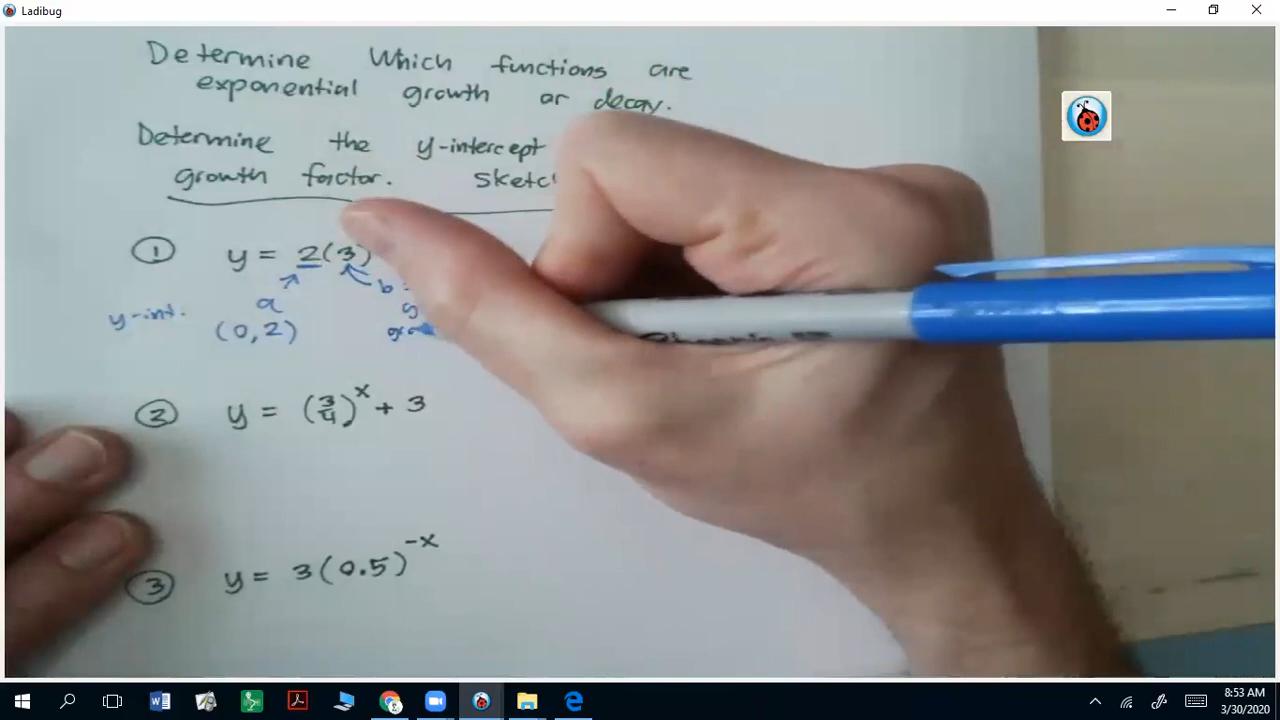 Ladibug
Determine Which functions are
exponential growth or decay.
Determine the y-intercept
growth factor.
① y = 2(3)
a b
y-int. (0,2)
② y = (3/4)^x + 3
③ y = 3(0.5)^-x
8:53 AM
3/30/2020